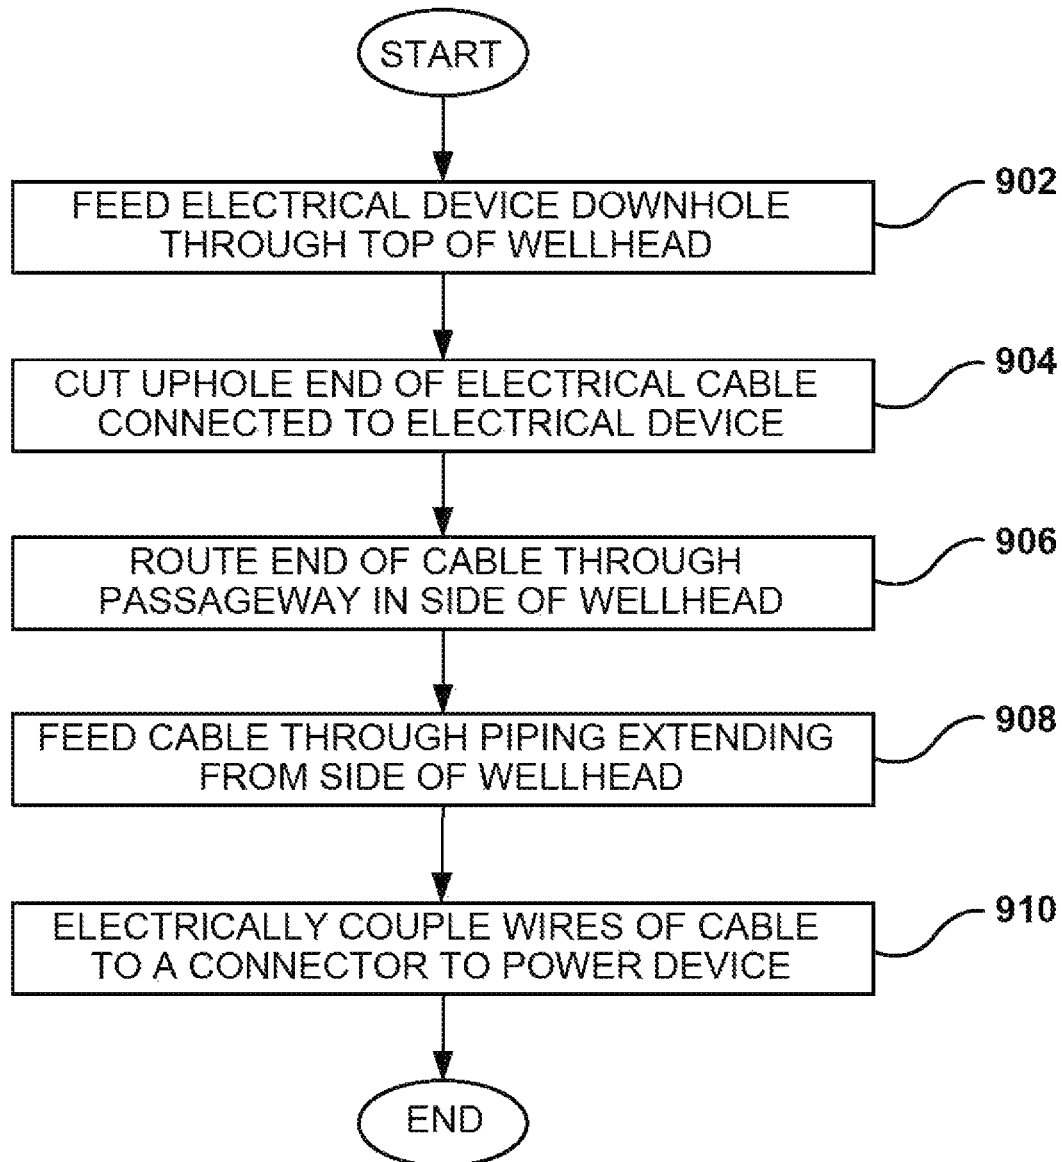 START
FEED ELECTRICAL DEVICE DOWNHOLE
THROUGH TOP OF WELLHEAD
902
CUT UPHOLE END OF ELECTRICAL CABLE
CONNECTED TO ELECTRICAL DEVICE
904
ROUTE END OF CABLE THROUGH
PASSAGEWAY IN SIDE OF WELLHEAD
906
FEED CABLE THROUGH PIPING EXTENDING
FROM SIDE OF WELLHEAD
908
ELECTRICALLY COUPLE WIRES OF CABLE
TO A CONNECTOR TO POWER DEVICE
910
END